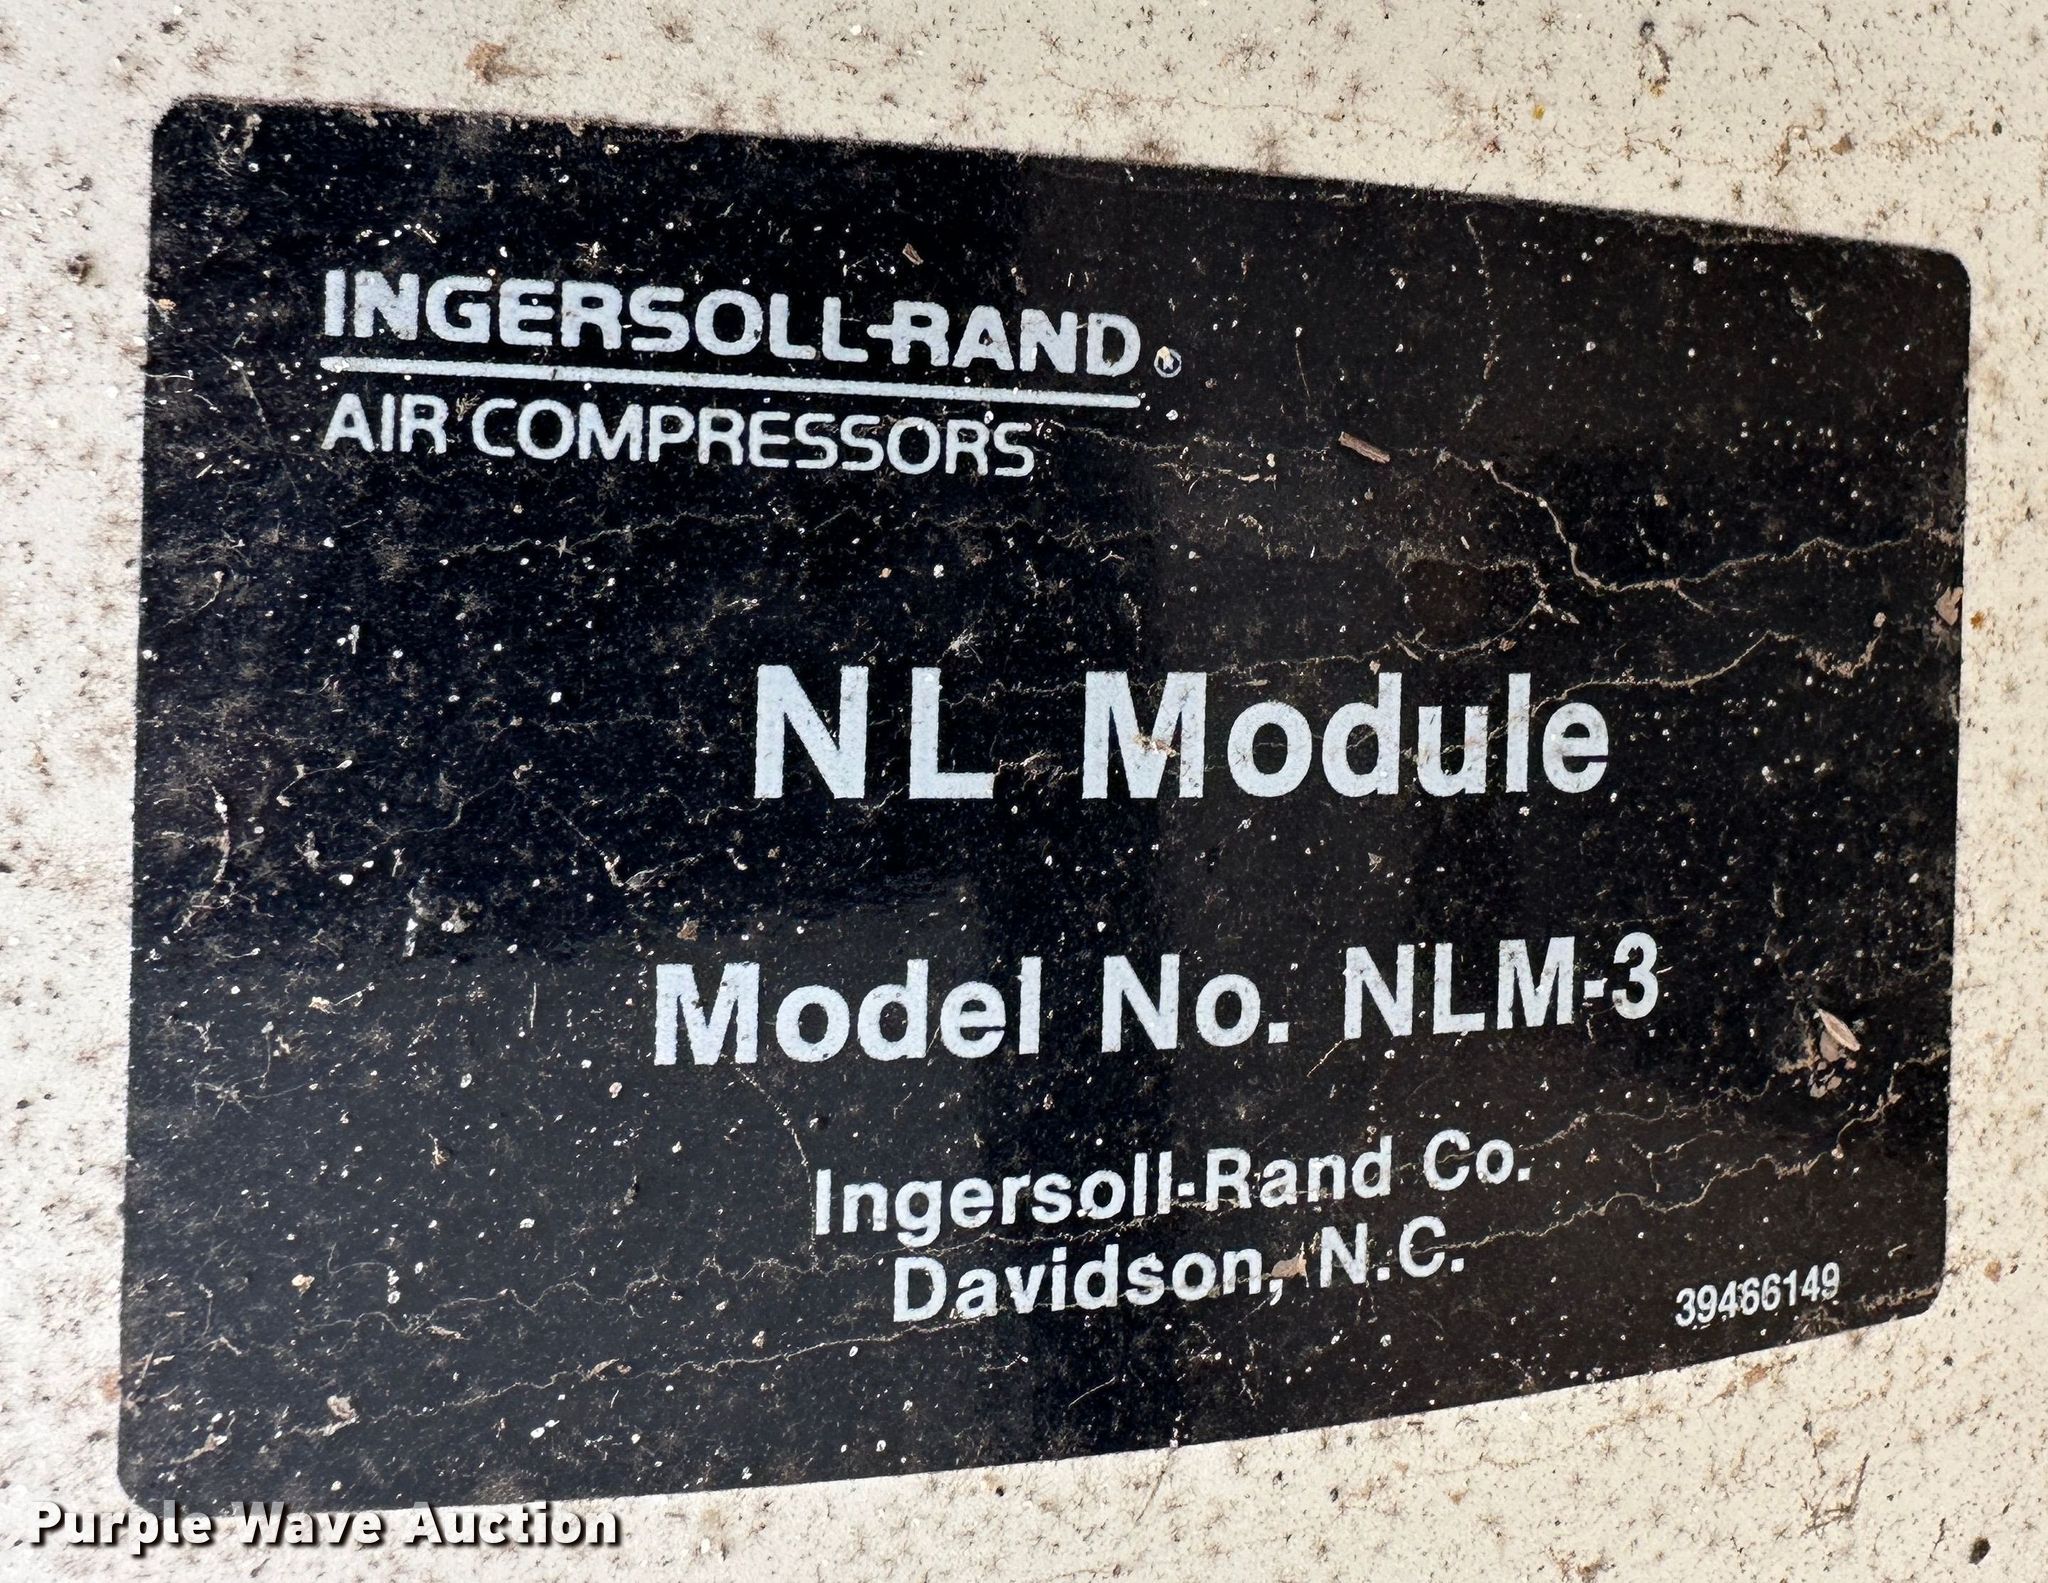 INGERSOLL-RAND®
AIR COMPRESSORS
NL Module
Model No. NLM-3
Ingersoll-Rand Co.
Davidson, N.C.
39466149
Purple Wave Auction